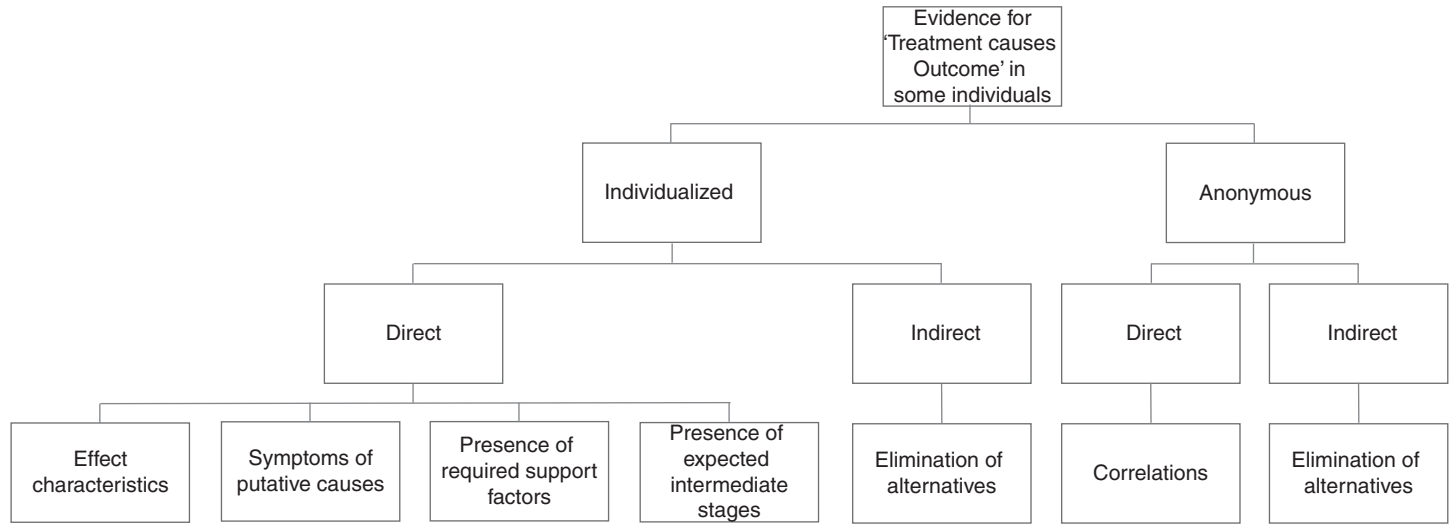 Evidence for
‘Treatment causes
Outcome’ in
some individuals
Individualized
Anonymous
Direct
Indirect
Direct
Indirect
Effect
characteristics
Symptoms of
putative causes
Presence of
required support
factors
Presence of
expected
intermediate
stages
Elimination of
alternatives
Correlations
Elimination of
alternatives